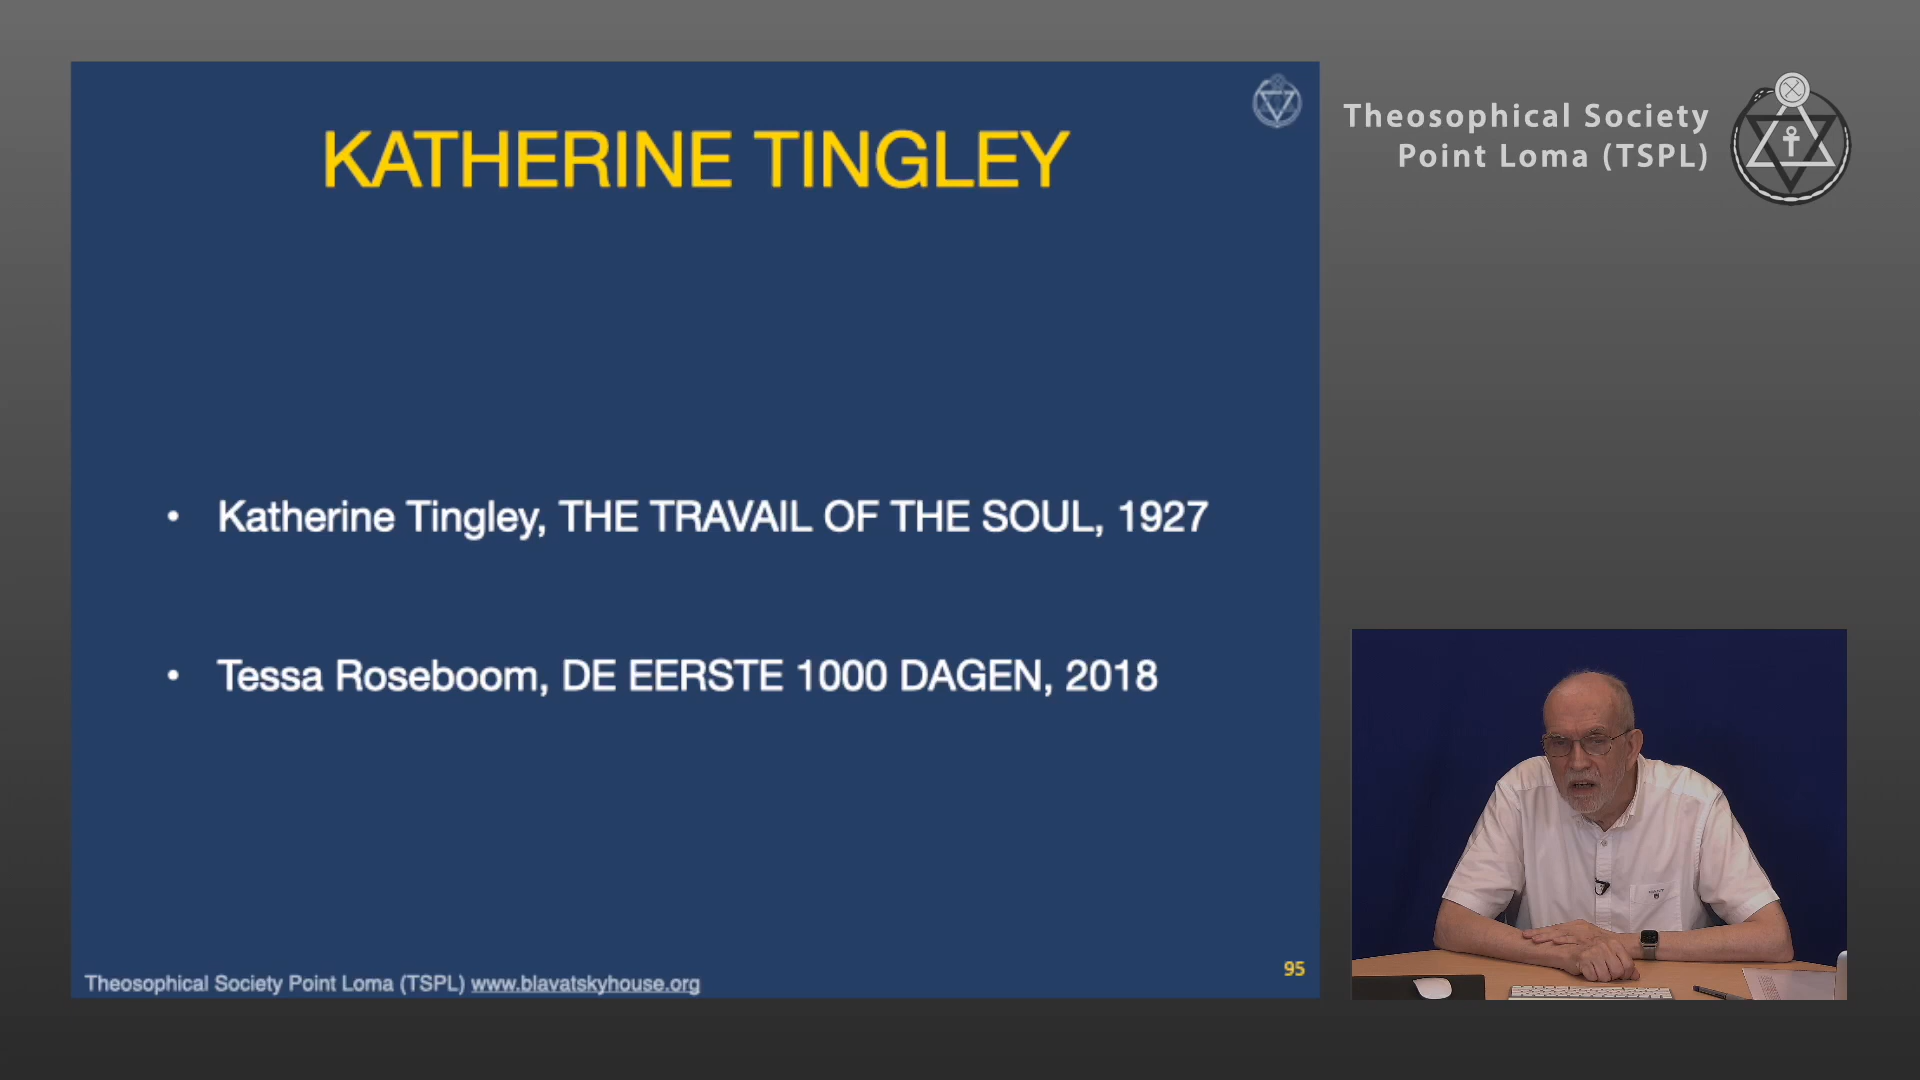 KATHERINE TINGLEY
• Katherine Tingley, THE TRAVAIL OF THE SOUL, 1927
• Tessa Roseboom, DE EERSTE 1000 DAGEN, 2018
Theosophical Society Point Loma (TSPL) www.blavatskyhouse.org
95
Theosophical Society
Point Loma (TSPL)